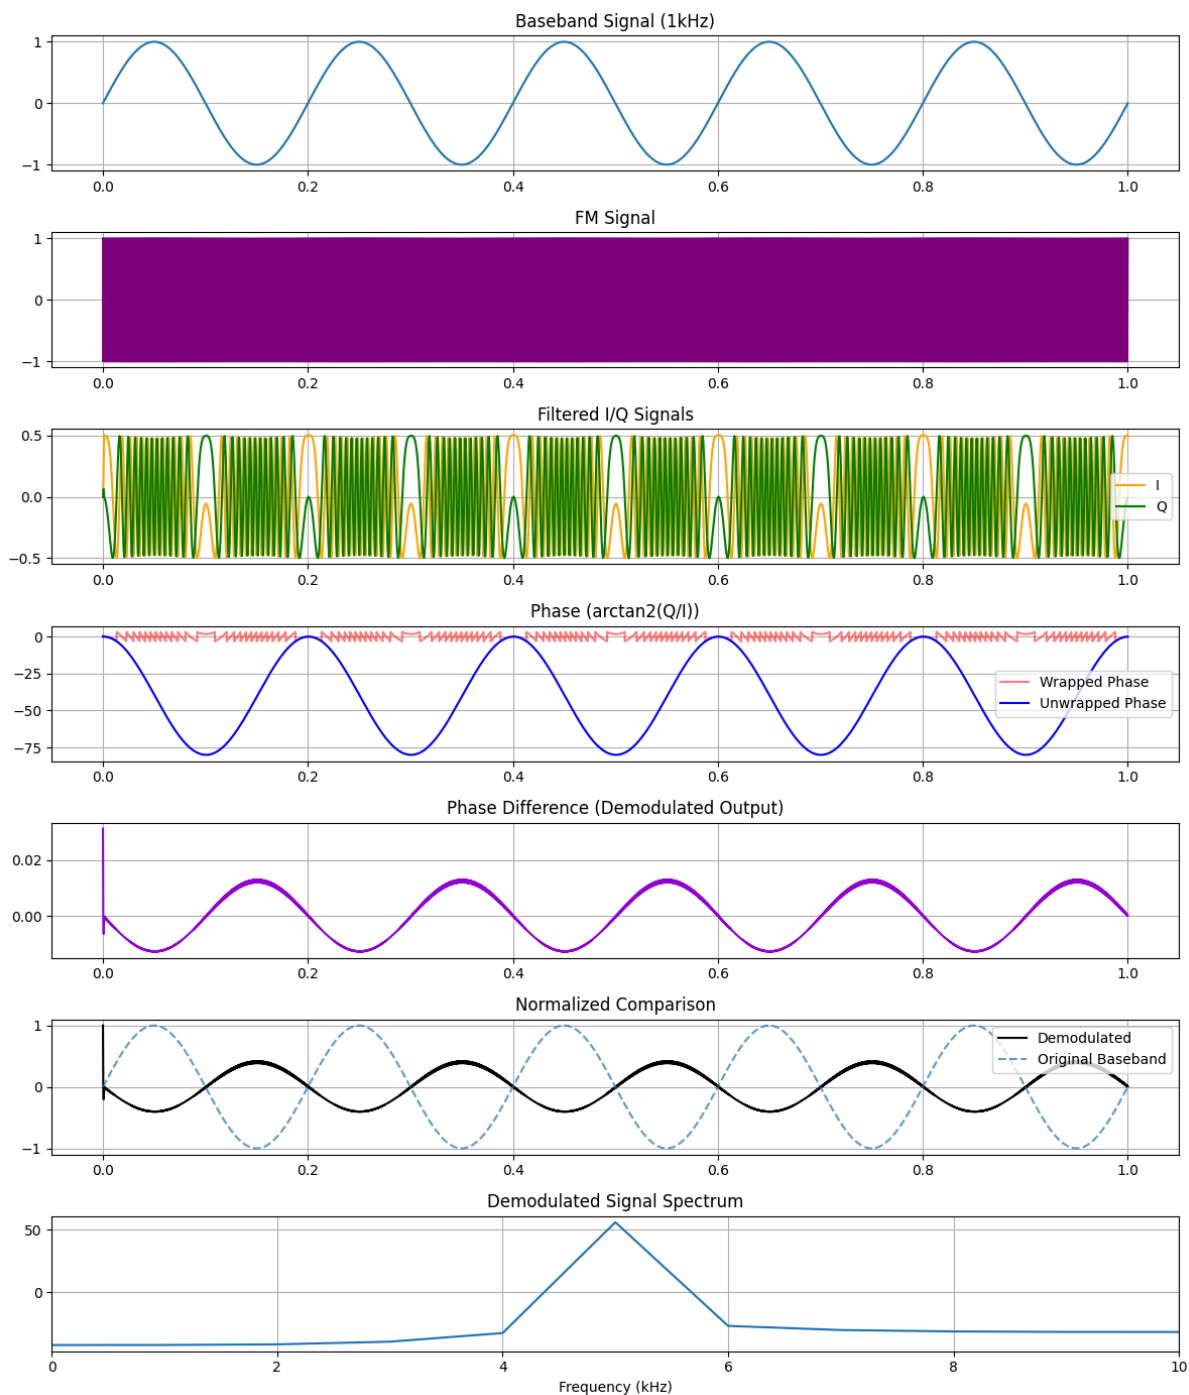 Baseband Signal (1kHz)
1
0
−1
0.0 0.2 0.4 0.6 0.8 1.0
FM Signal
1
0
−1
0.0 0.2 0.4 0.6 0.8 1.0
Filtered I/Q Signals
0.5
0.0
−0.5
I
Q
0.0 0.2 0.4 0.6 0.8 1.0
Phase (arctan2(Q/I))
0
−25
−50
−75
Wrapped Phase
Unwrapped Phase
0.0 0.2 0.4 0.6 0.8 1.0
Phase Difference (Demodulated Output)
0.02
0.00
0.0 0.2 0.4 0.6 0.8 1.0
Normalized Comparison
1
0
−1
Demodulated
Original Baseband
0.0 0.2 0.4 0.6 0.8 1.0
Demodulated Signal Spectrum
50
0
0 2 4 6 8 10
Frequency (kHz)